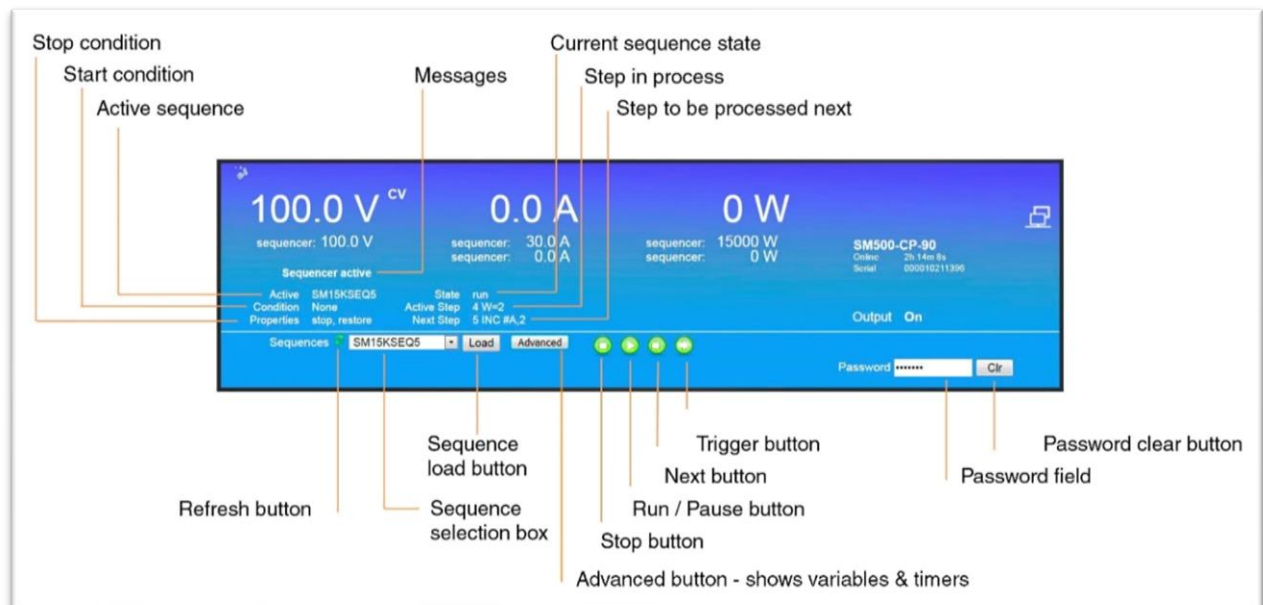 Stop condition
Current sequence state
Start condition
Messages
Step in process
Active sequence
Step to be processed next
100.0 V CV
0.0 A
0 W
sequencer: 100.0 V
sequencer: 30.0 A
sequencer: 15000 W
sequencer: 0.0 A
sequencer: 0 W
SM500-CP-90
Online 2h 14m 8s
Serial 000010211396
Sequencer active
Active SM15KSEQ5 State run
Condition None Active Step 4 W=2
Properties stop, restore Next Step 5 INC #A,2
Output On
Sequences SM15KSEQ5 Load Advanced
Password ••••••• Clr
Sequence
load button
Trigger button
Password clear button
Next button
Password field
Refresh button
Sequence
selection box
Run / Pause button
Stop button
Advanced button - shows variables & timers